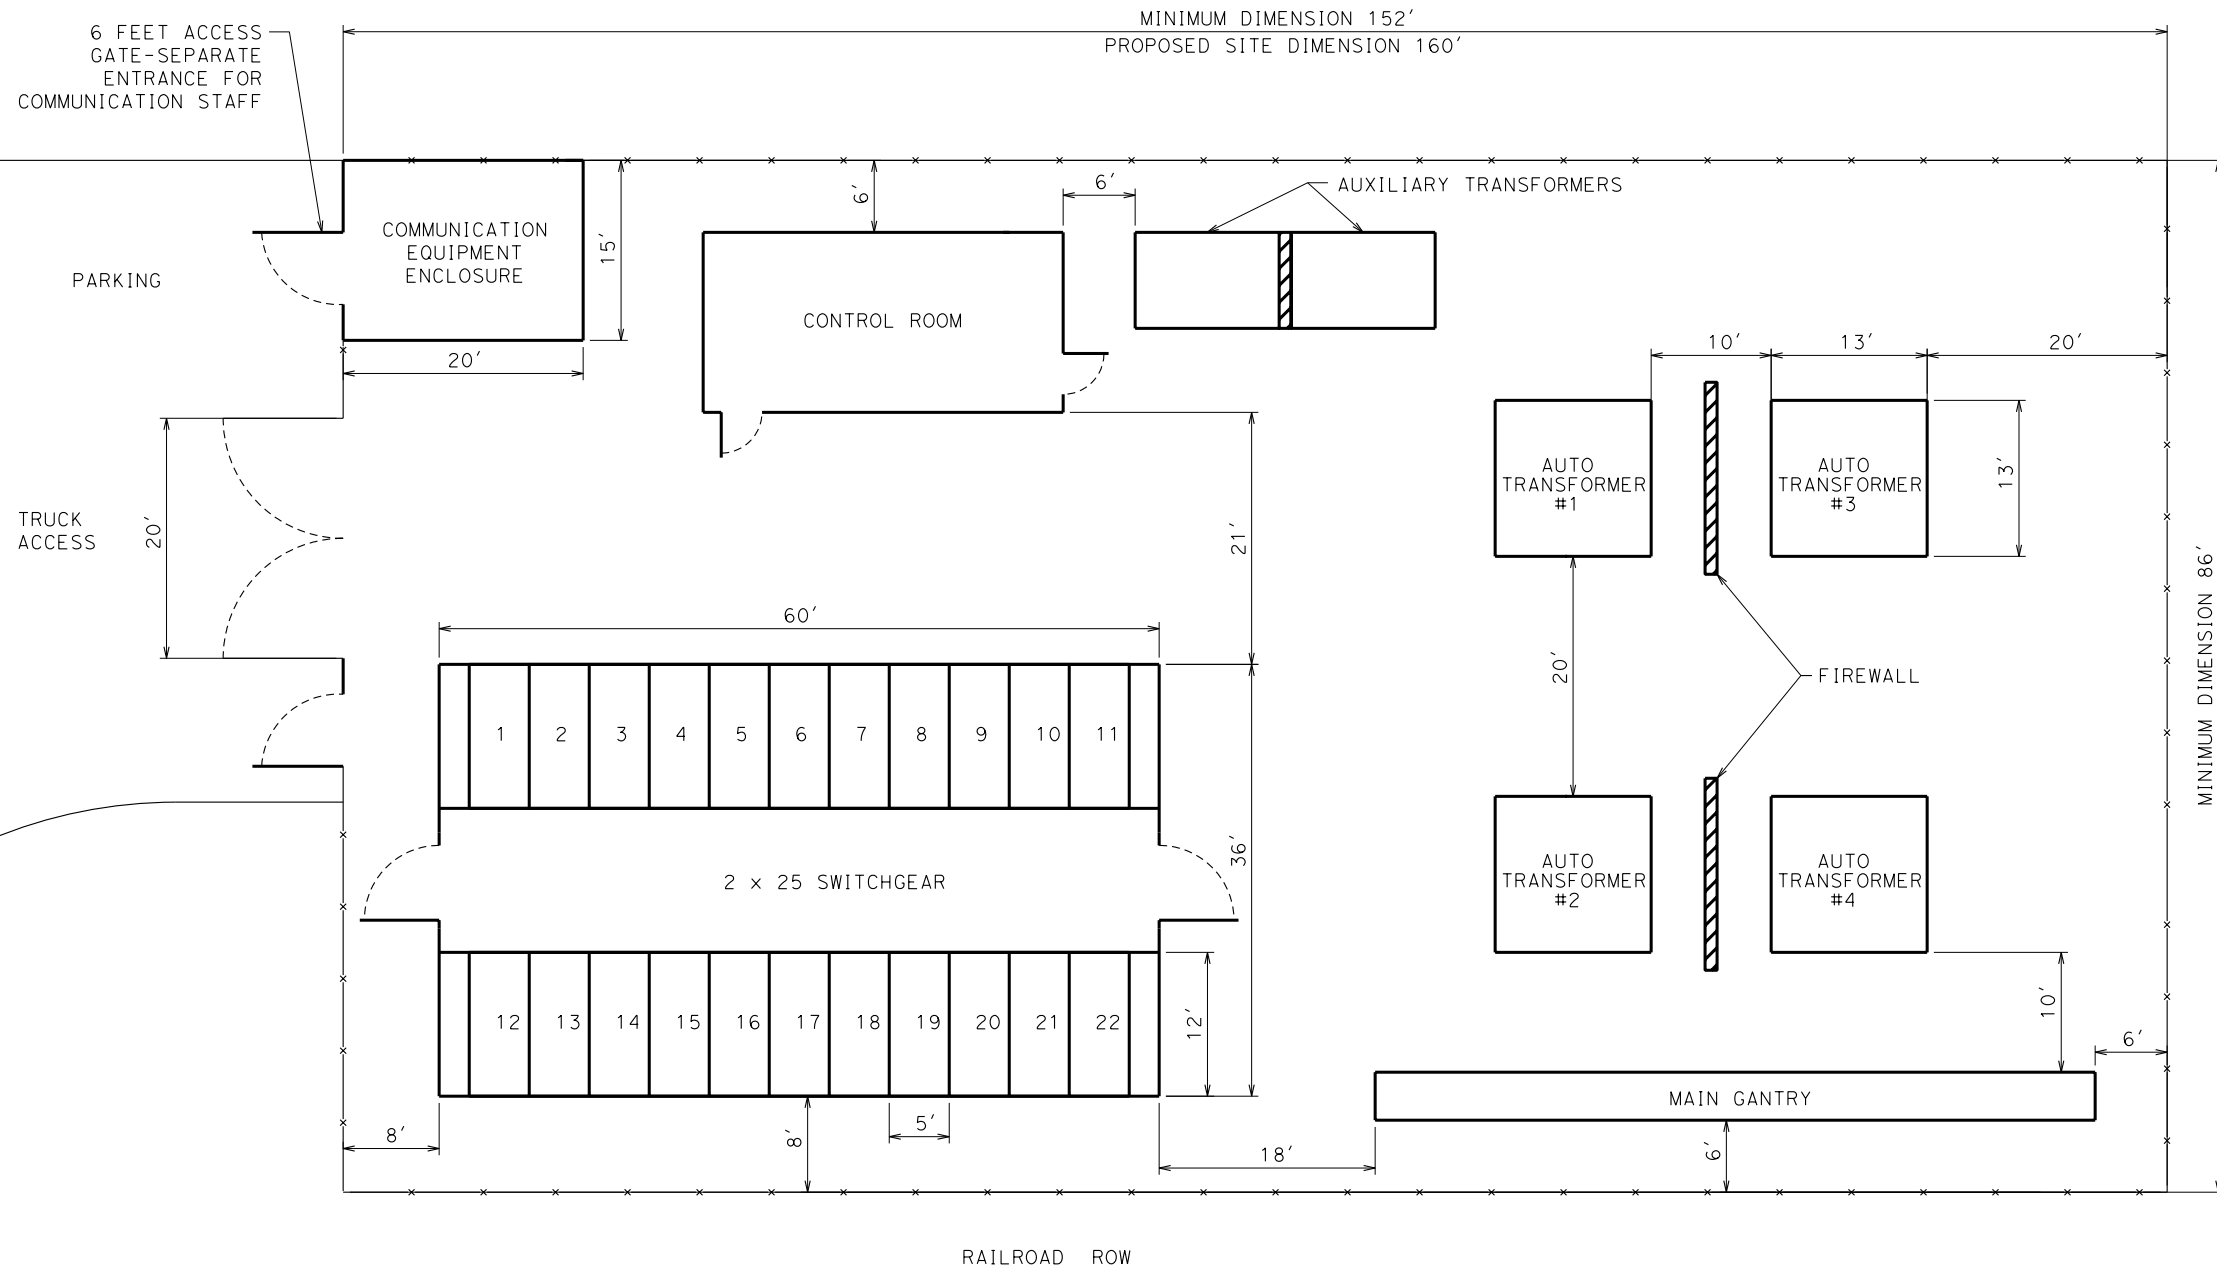 MINIMUM DIMENSION 152'
PROPOSED SITE DIMENSION 160'
6 FEET ACCESS
GATE-SEPARATE
ENTRANCE FOR
COMMUNICATION STAFF
6'
6'
AUXILIARY TRANSFORMERS
COMMUNICATION
EQUIPMENT
ENCLOSURE
15'
PARKING
CONTROL ROOM
20'
10'
13'
20'
AUTO
TRANSFORMER
#1
AUTO
TRANSFORMER
#3
13'
TRUCK
ACCESS
20'
21'
60'
20'
FIREWALL
MINIMUM DIMENSION 86'
1 2 3 4 5 6 7 8 9 10 11
36'
2 x 25 SWITCHGEAR
AUTO
TRANSFORMER
#2
AUTO
TRANSFORMER
#4
12 13 14 15 16 17 18 19 20 21 22
12'
10'
6'
MAIN GANTRY
8'
8'
5'
18'
6'
RAILROAD ROW